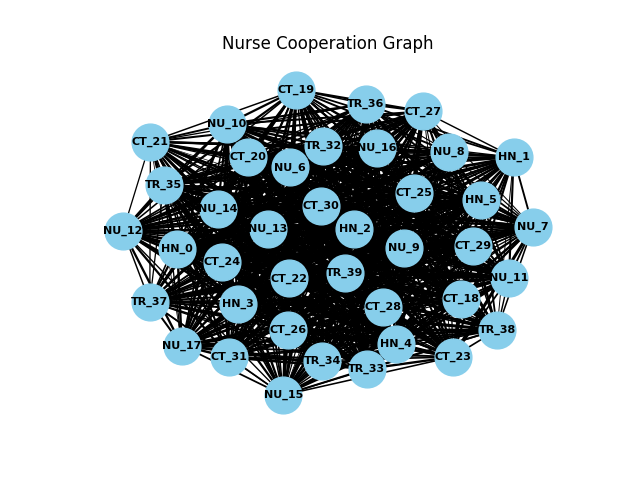 Nurse Cooperation Graph
CT_19
TR_36
CT_27
NU_10
CT_21
TR_32
NU_16
NU_8
CT_20
HN_1
NU_6
TR_35
CT_25
HN_5
NU_14
CT_30
NU_12
NU_13
HN_2
NU_7
HN_0
NU_9
CT_29
CT_24
CT_22
TR_39
NU_11
TR_37
HN_3
CT_28
CT_18
CT_26
TR_38
NU_17
HN_4
CT_31
TR_34
CT_23
TR_33
NU_15